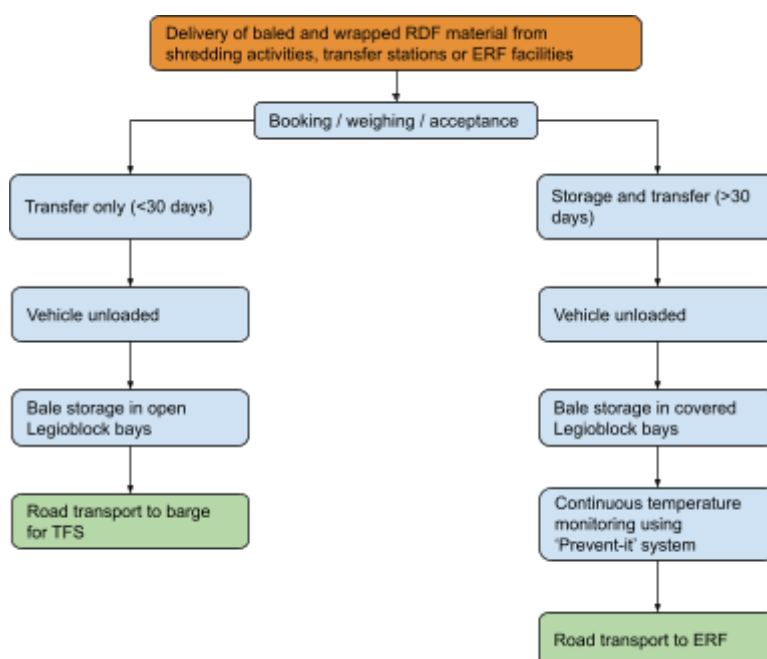 Delivery of baled and wrapped RDF material from
shredding activities, transfer stations or ERF facilities
Booking / weighing / acceptance
Transfer only (<30 days)
Vehicle unloaded
Bale storage in open
Legioblock bays
Road transport to barge
for TFS
Storage and transfer (>30
days)
Vehicle unloaded
Bale storage in covered
Legioblock bays
Continuous temperature
monitoring using
'Prevent-it' system
Road transport to ERF